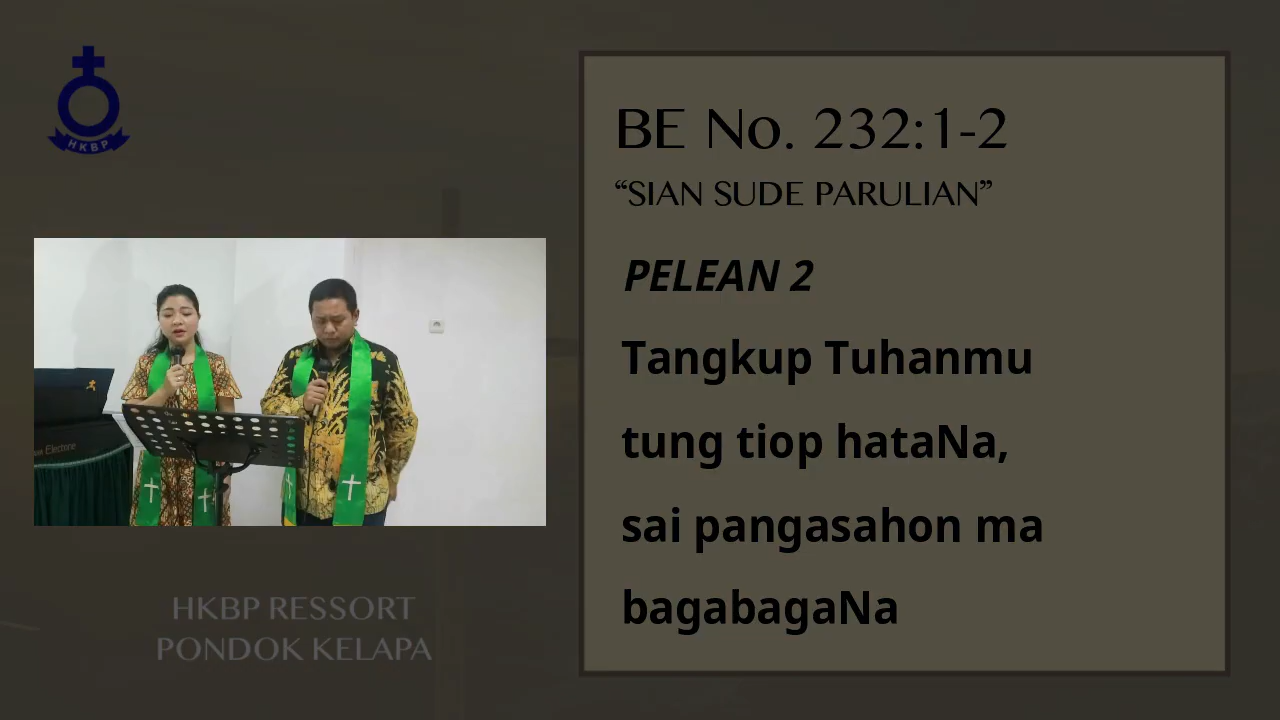 HKBP
BE No. 232:1-2
“SIAN SUDE PARULIAN”
PELEAN 2
Tangkup Tuhanmu
tung tiop hataNa,
sai pangasahon ma
bagabagaNa
Electone
HKBP RESSORT
PONDOK KELAPA